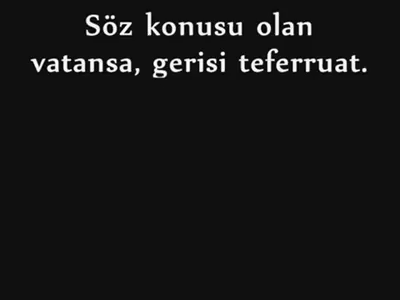 Söz konusu olan
vatansa, gerisi teferruat.